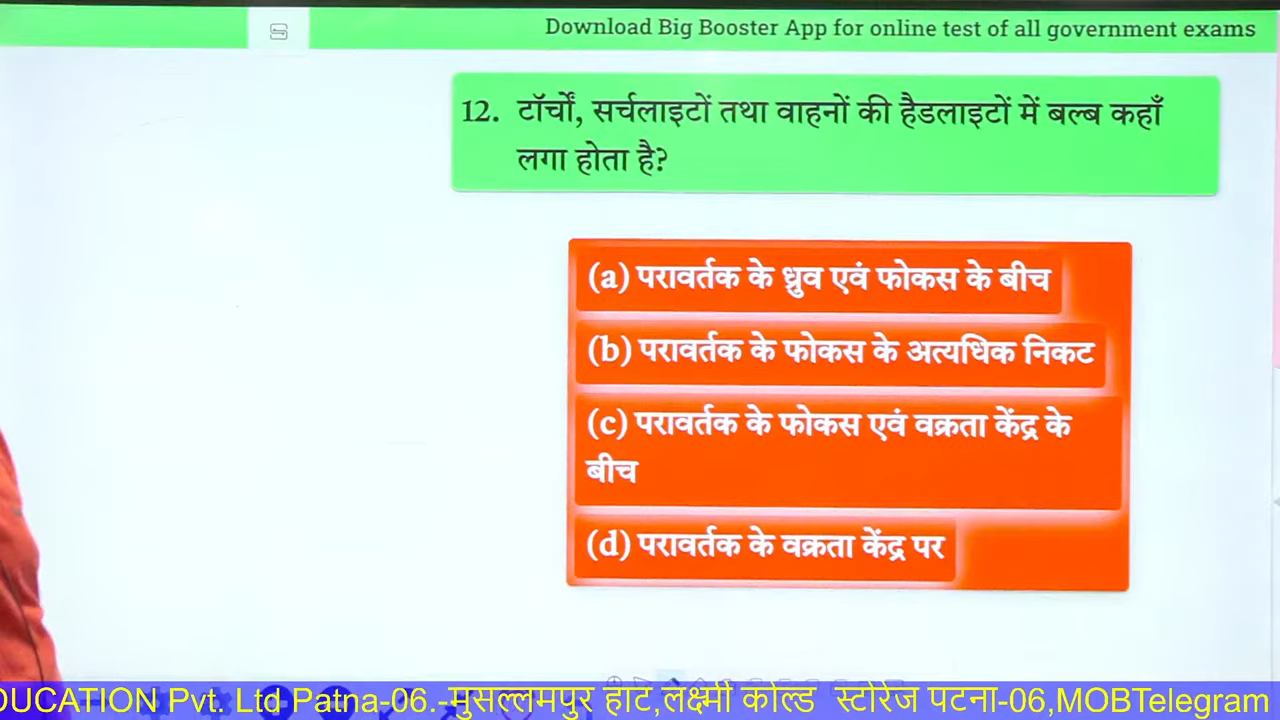 Download Big Booster App for online test of all government exams
12. टॉर्चों, सर्चलाइटों तथा वाहनों की हैडलाइटों में बल्ब कहाँ
लगा होता है?
(a) परावर्तक के ध्रुव एवं फोकस के बीच
(b) परावर्तक के फोकस के अत्यधिक निकट
(c) परावर्तक के फोकस एवं वक्रता केंद्र के
बीच
(d) परावर्तक के वक्रता केंद्र पर
DUCATION Pvt. Ltd Patna-06.-मुसल्लमपुर हाट,लक्ष्मी कोल्ड स्टोरेज पटना-06,MOBTelegram